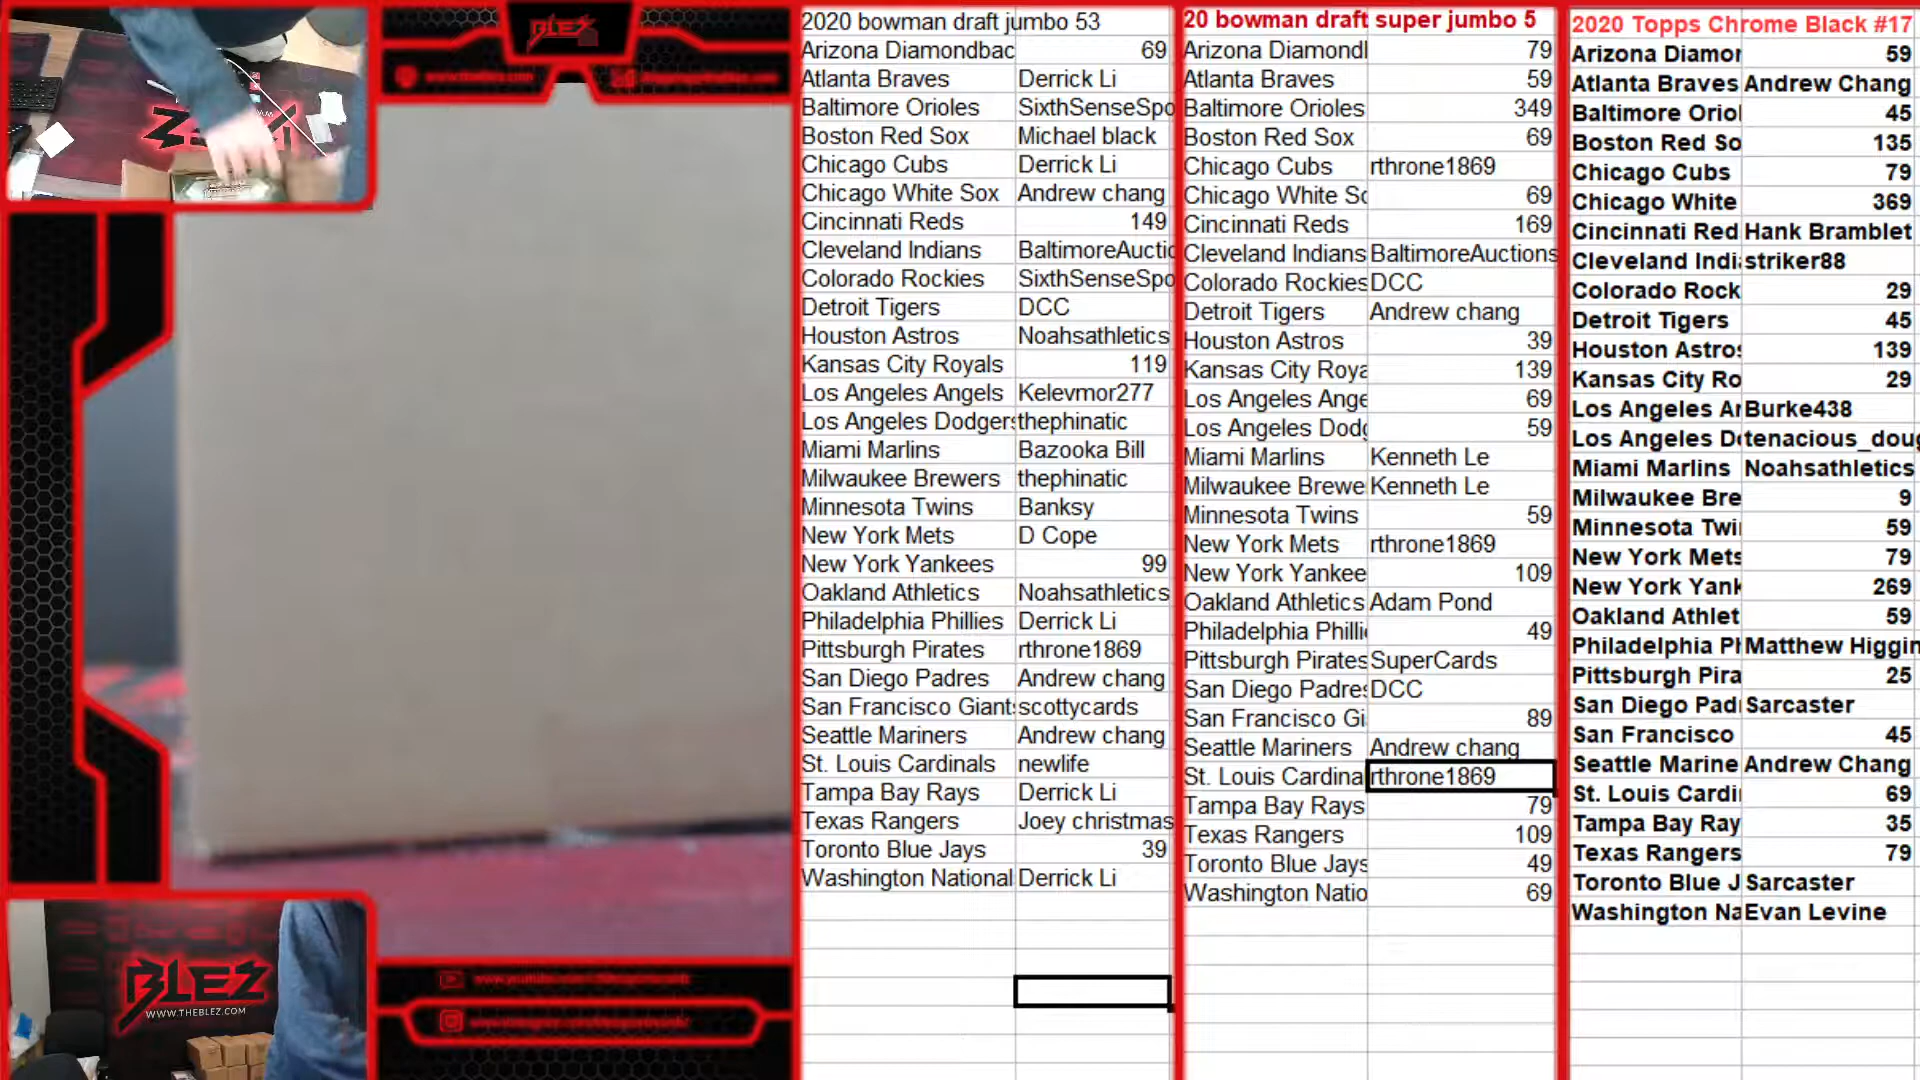 BLEZ
BLEZ
BLEZ
WWW.THEBLEZ.COM
2020 bowman draft jumbo 53
Arizona Diamondbac 69
Atlanta Braves Derrick Li
Baltimore Orioles SixthSenseSpo
Boston Red Sox Michael black
Chicago Cubs Derrick Li
Chicago White Sox Andrew chang
Cincinnati Reds 149
Cleveland Indians BaltimoreAuctic
Colorado Rockies SixthSenseSpo
Detroit Tigers DCC
Houston Astros Noahsathletics
Kansas City Royals 119
Los Angeles Angels Kelevmor277
Los Angeles Dodgers thephinatic
Miami Marlins Bazooka Bill
Milwaukee Brewers thephinatic
Minnesota Twins Banksy
New York Mets D Cope
New York Yankees 99
Oakland Athletics Noahsathletics
Philadelphia Phillies Derrick Li
Pittsburgh Pirates rthrone1869
San Diego Padres Andrew chang
San Francisco Giants scottycards
Seattle Mariners Andrew chang
St. Louis Cardinals newlife
Tampa Bay Rays Derrick Li
Texas Rangers Joey christmas
Toronto Blue Jays 39
Washington National Derrick Li
20 bowman draft super jumbo 5
Arizona Diamondl 79
Atlanta Braves 59
Baltimore Orioles 349
Boston Red Sox 69
Chicago Cubs rthrone1869
Chicago White So 69
Cincinnati Reds 169
Cleveland Indians BaltimoreAuctions
Colorado Rockies DCC
Detroit Tigers Andrew chang
Houston Astros 39
Kansas City Roya 139
Los Angeles Ange 69
Los Angeles Dodg 59
Miami Marlins Kenneth Le
Milwaukee Brewe Kenneth Le
Minnesota Twins 59
New York Mets rthrone1869
New York Yankee 109
Oakland Athletics Adam Pond
Philadelphia Philli 49
Pittsburgh Pirates SuperCards
San Diego Padres DCC
San Francisco Gi 89
Seattle Mariners Andrew chang
St. Louis Cardina rthrone1869
Tampa Bay Rays 79
Texas Rangers 109
Toronto Blue Jays 49
Washington Natio 69
2020 Topps Chrome Black #17
Arizona Diamor 59
Atlanta Braves Andrew Chang
Baltimore Oriol 45
Boston Red So 135
Chicago Cubs 79
Chicago White 369
Cincinnati Red Hank Bramblet
Cleveland Indi striker88
Colorado Rock 29
Detroit Tigers 45
Houston Astros 139
Kansas City Ro 29
Los Angeles Ar Burke438
Los Angeles Do tenacious_doug
Miami Marlins Noahsathletics
Milwaukee Bre 9
Minnesota Twi 59
New York Mets 79
New York Yank 269
Oakland Athlet 59
Philadelphia Pl Matthew Higgin
Pittsburgh Pira 25
San Diego Pad Sarcaster
San Francisco 45
Seattle Marine Andrew Chang
St. Louis Cardi 69
Tampa Bay Ray 35
Texas Rangers 79
Toronto Blue J Sarcaster
Washington Na Evan Levine